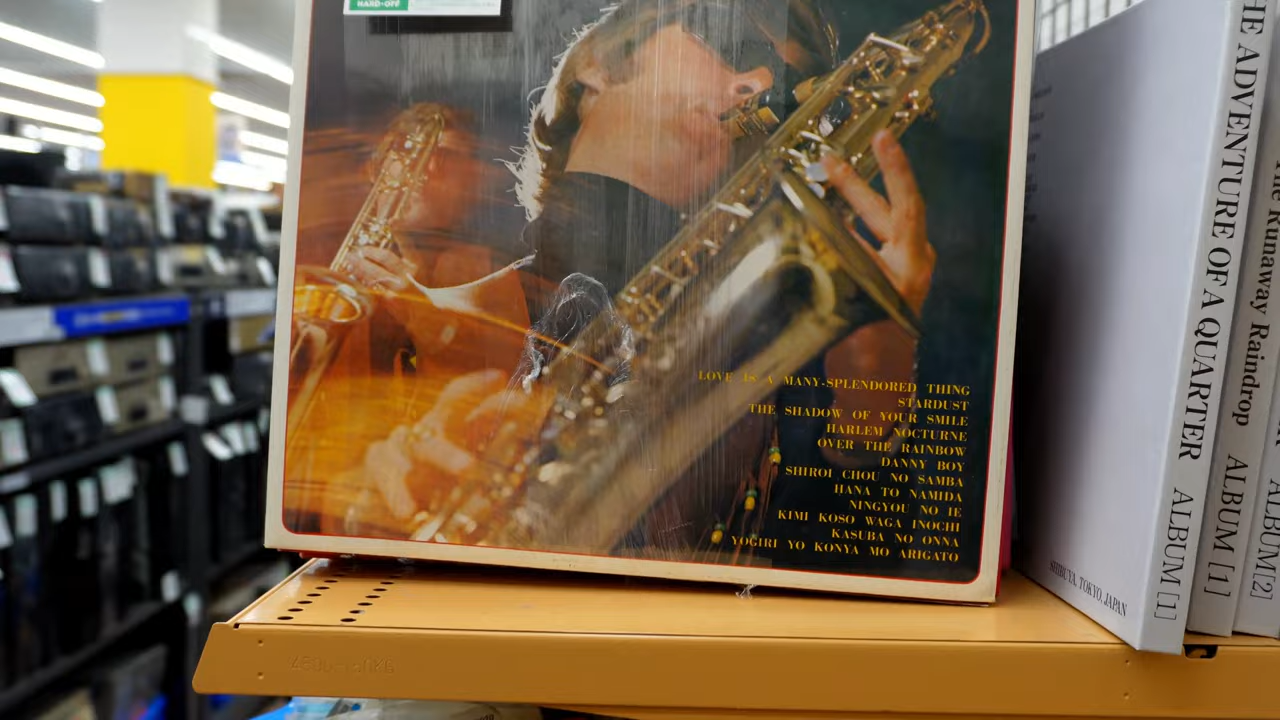 HARD-OFF
LOVE IS A MANY-SPLENDORED THING
STARDUST
THE SHADOW OF YOUR SMILE
HARLEM NOCTURNE
OVER THE RAINBOW
DANNY BOY
SHIROI CHOU NO SAMBA
HANA TO NAMIDA
NINGYOU NO IE
KIMI KOSO WAGA INOCHI
KASUBA NO ONNA
YOGIRI YO KONYA MO ARIGATO
SHIBUYA, TOKYO, JAPAN
THE ADVENTURE OF A QUARTER ALBUM [1]
The Runaway Raindrop ALBUM [1]
ALBUM[2]